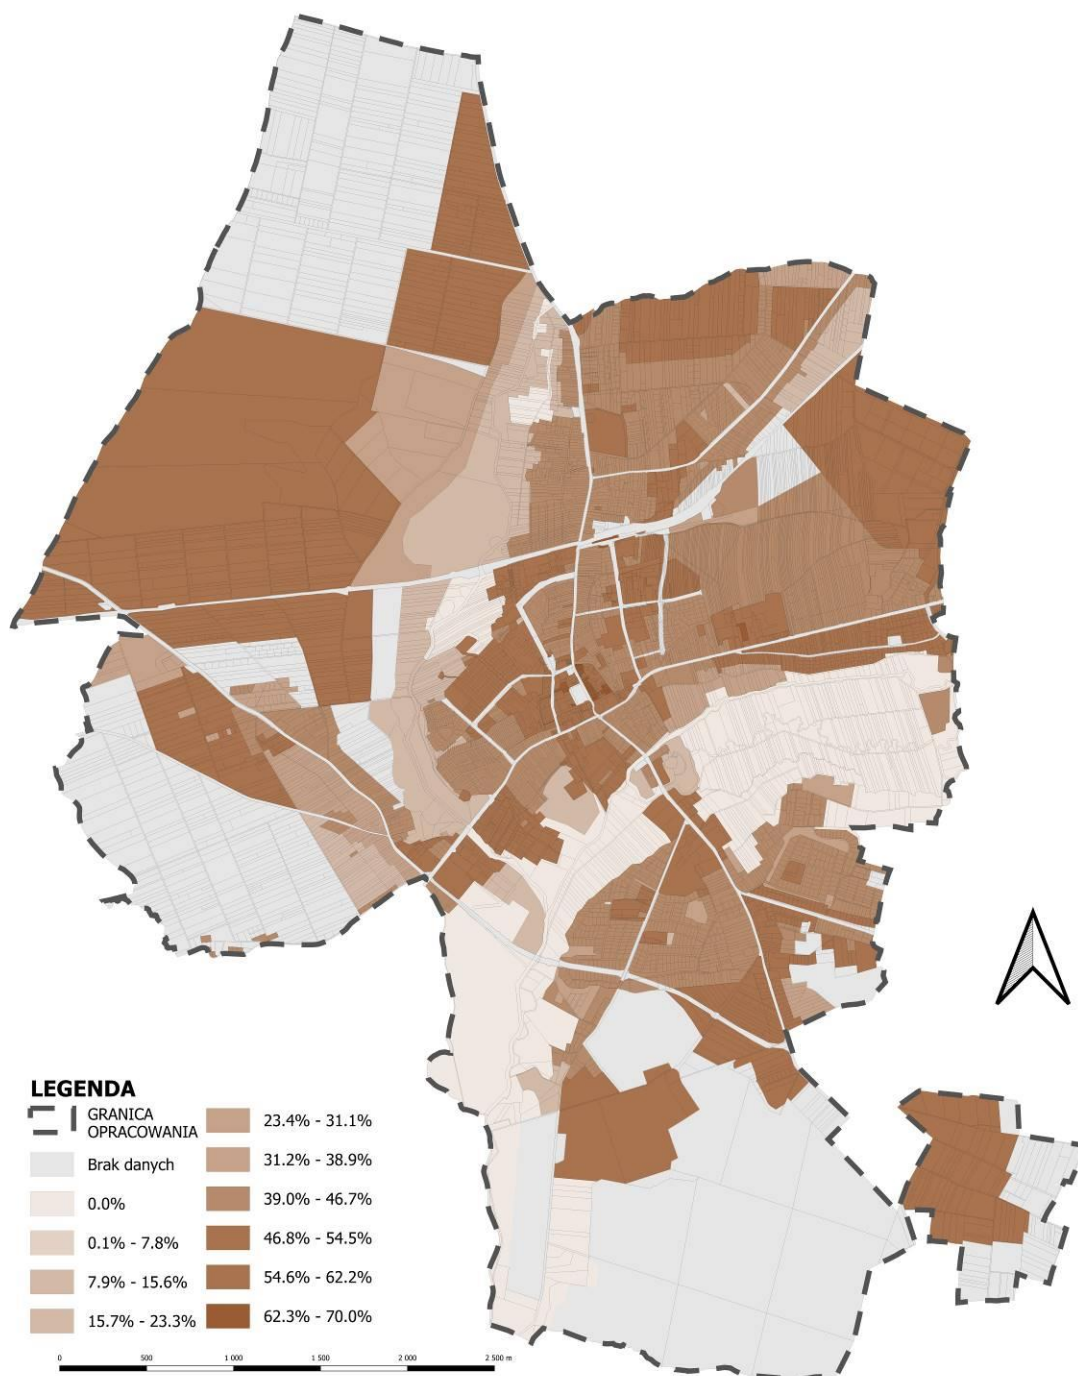 LEGENDA
GRANICA
OPRACOWANIA
Brak danych
0.0%
0.1% - 7.8%
7.9% - 15.6%
15.7% - 23.3%
23.4% - 31.1%
31.2% - 38.9%
39.0% - 46.7%
46.8% - 54.5%
54.6% - 62.2%
62.3% - 70.0%
0 500 1 000 1 500 2 000 2 500 m